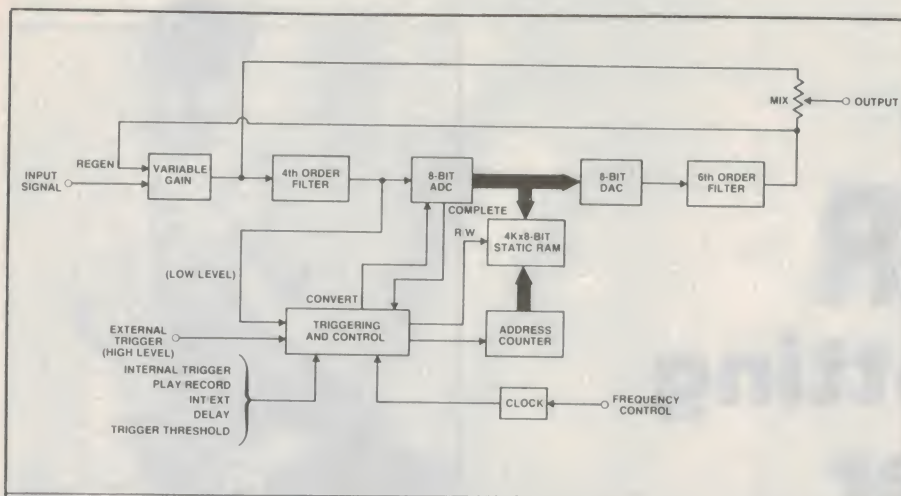 MIX
OUTPUT
REGEN
INPUT
SIGNAL
VARIABLE
GAIN
4th ORDER
FILTER
8-BIT
ADC
8-BIT
DAC
6th ORDER
FILTER
COMPLETE
R W
4Kx8-BIT
STATIC RAM
(LOW LEVEL)
CONVERT
TRIGGERING
AND CONTROL
ADDRESS
COUNTER
EXTERNAL
TRIGGER
(HIGH LEVEL)
INTERNAL TRIGGER
PLAY RECORD
INT EXT
DELAY
TRIGGER THRESHOLD
CLOCK
FREQUENCY
CONTROL